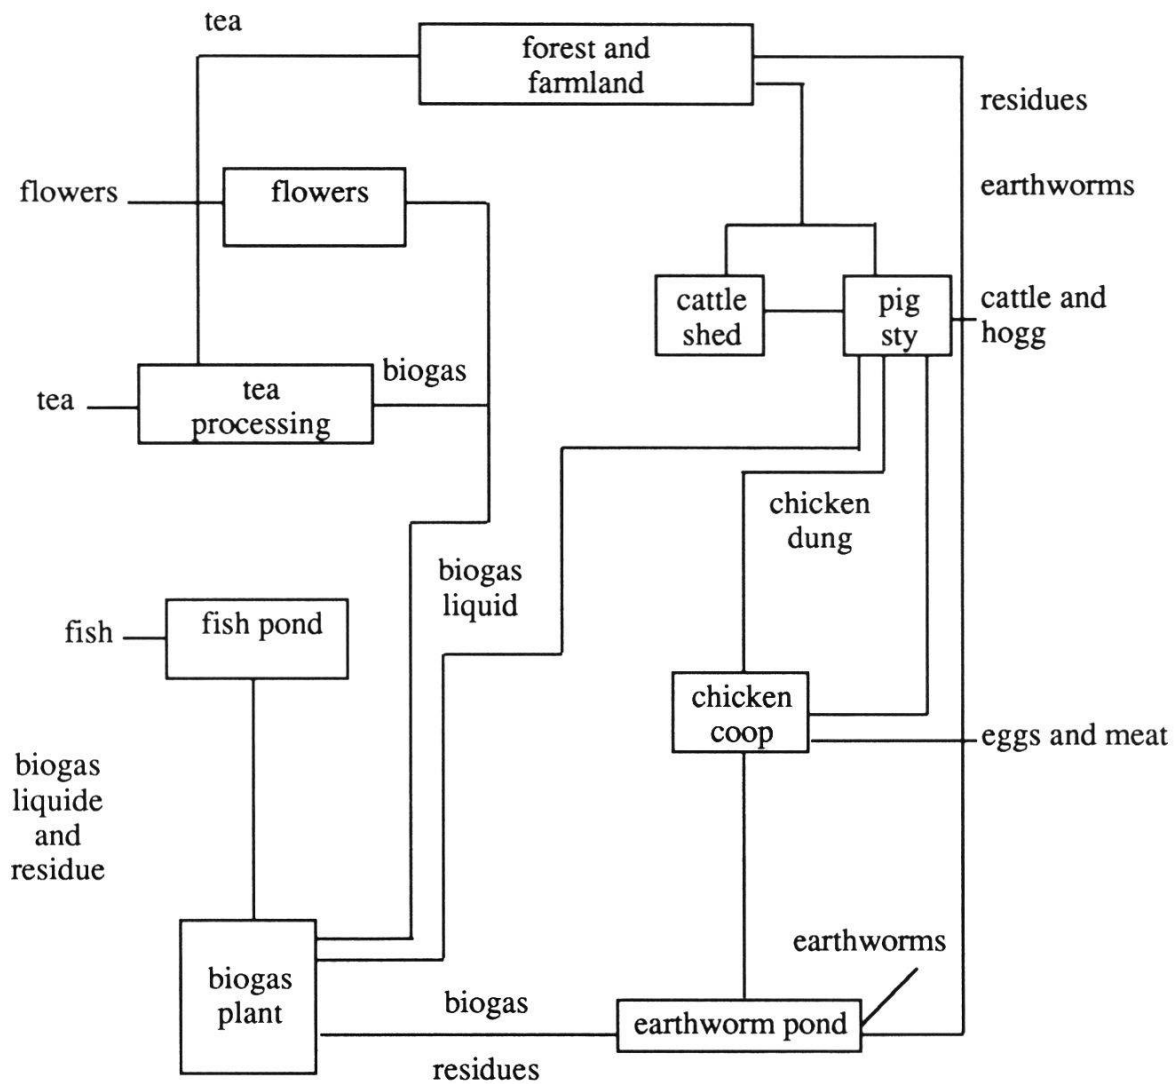 tea
forest and
farmland
residues
flowers
flowers
earthworms
cattle
shed
pig
sty
cattle and
hogg
biogas
tea
tea
processing
chicken
dung
biogas
liquid
fish
fish pond
chicken
coop
eggs and meat
biogas
liquide
and
residue
earthworms
biogas
plant
biogas
earthworm pond
residues